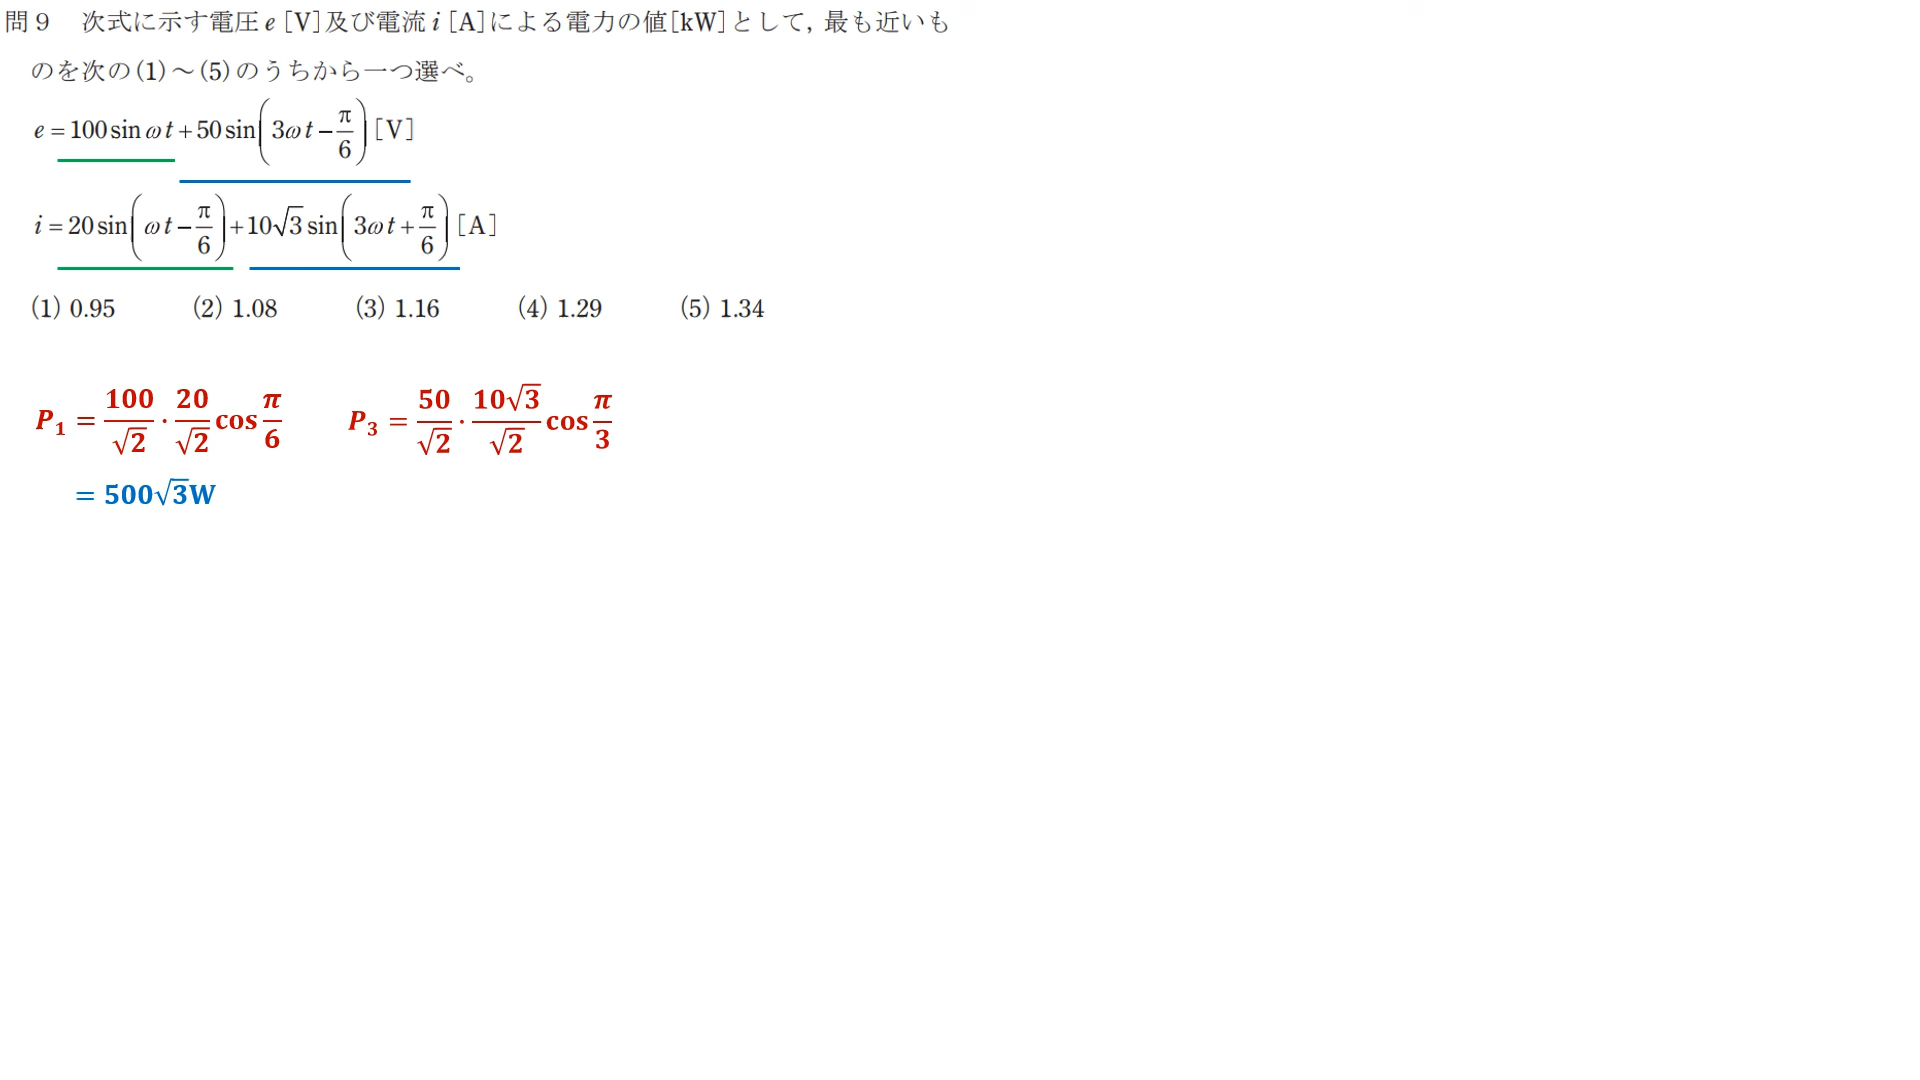 問９　次式に示す電圧 e [V]及び電流 i [A]による電力の値[kW]として, 最も近いも
のを次の(1)～(5)のうちから一つ選べ。
e = 100 sin ω t + 50 sin( 3ω t − π/6 ) [V]
i = 20 sin( ω t − π/6 ) + 10√3 sin( 3ω t + π/6 ) [A]
(1) 0.95　(2) 1.08　(3) 1.16　(4) 1.29　(5) 1.34
P₁ = 100/√2 · 20/√2 cos π/6　P₃ = 50/√2 · 10√3/√2 cos π/3
= 500√3W